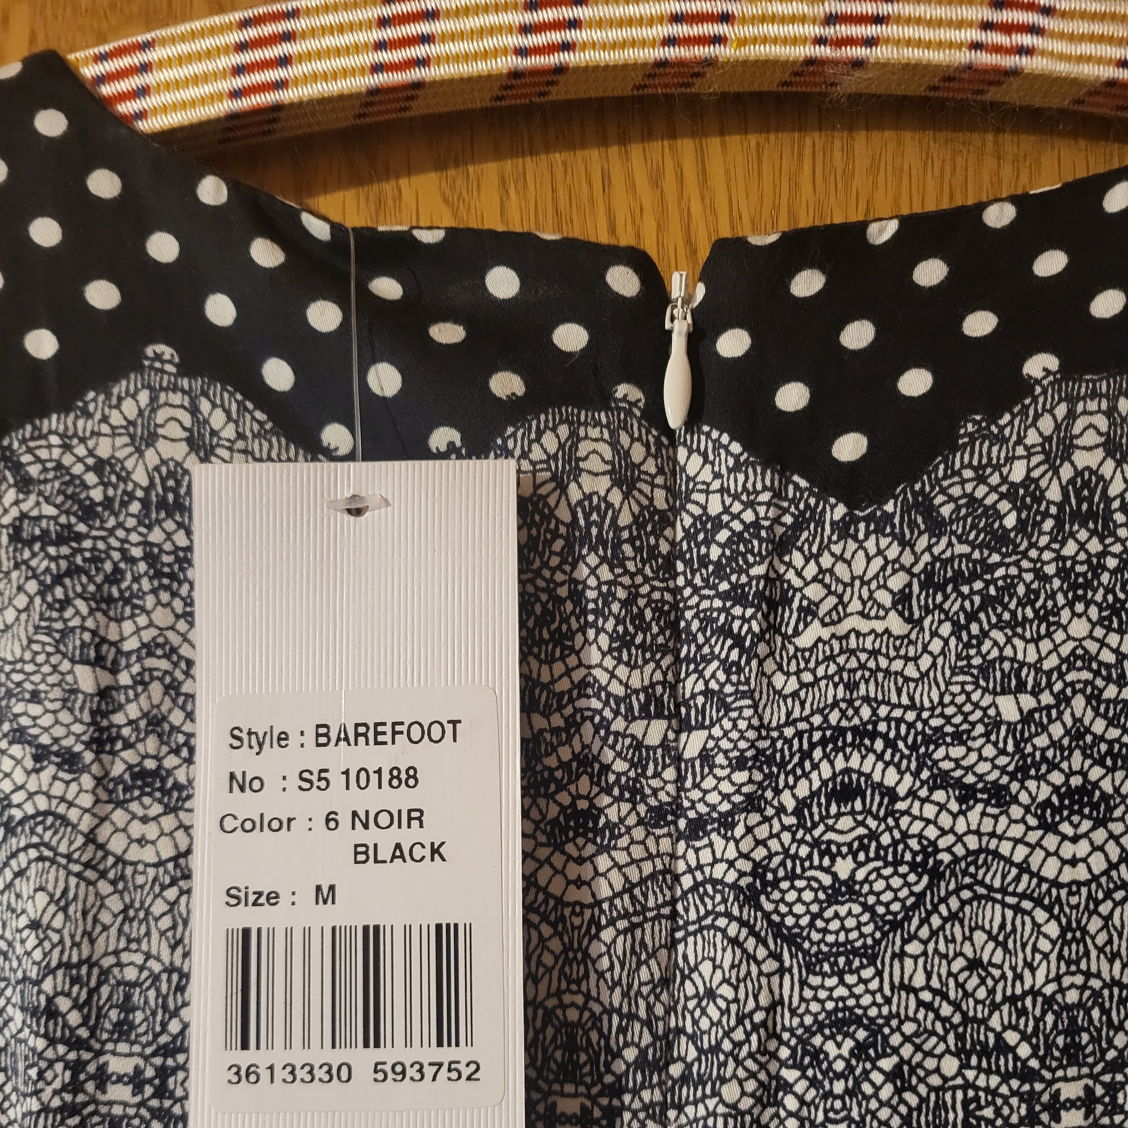 Style : BAREFOOT
No : S5 10188
Color : 6 NOIR
BLACK
Size : M
3613330 593752